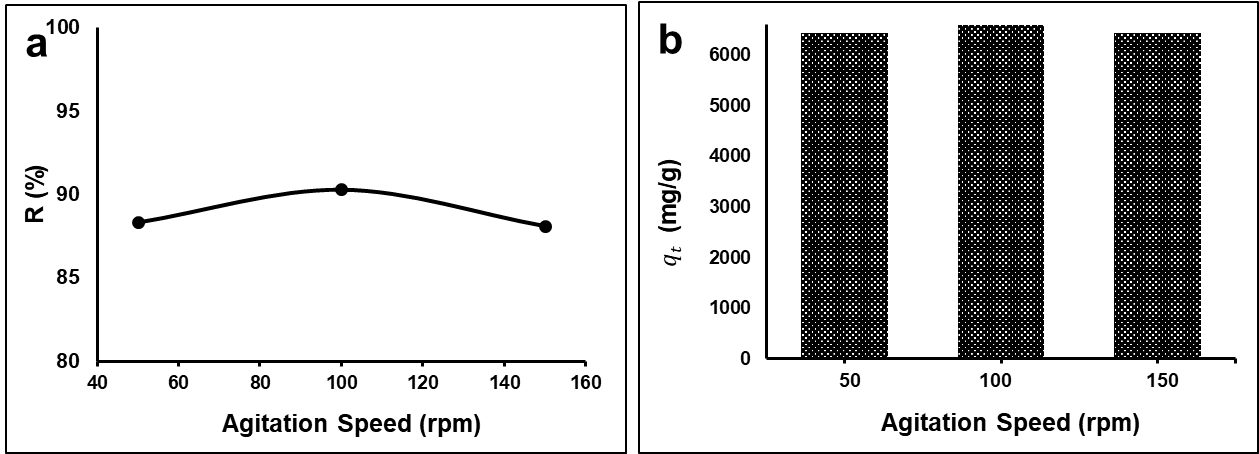 a
100
95
90
85
80
R (%)
40 60 80 100 120 140 160
Agitation Speed (rpm)
b
6000
5000
4000
3000
2000
1000
0
qₜ (mg/g)
50 100 150
Agitation Speed (rpm)